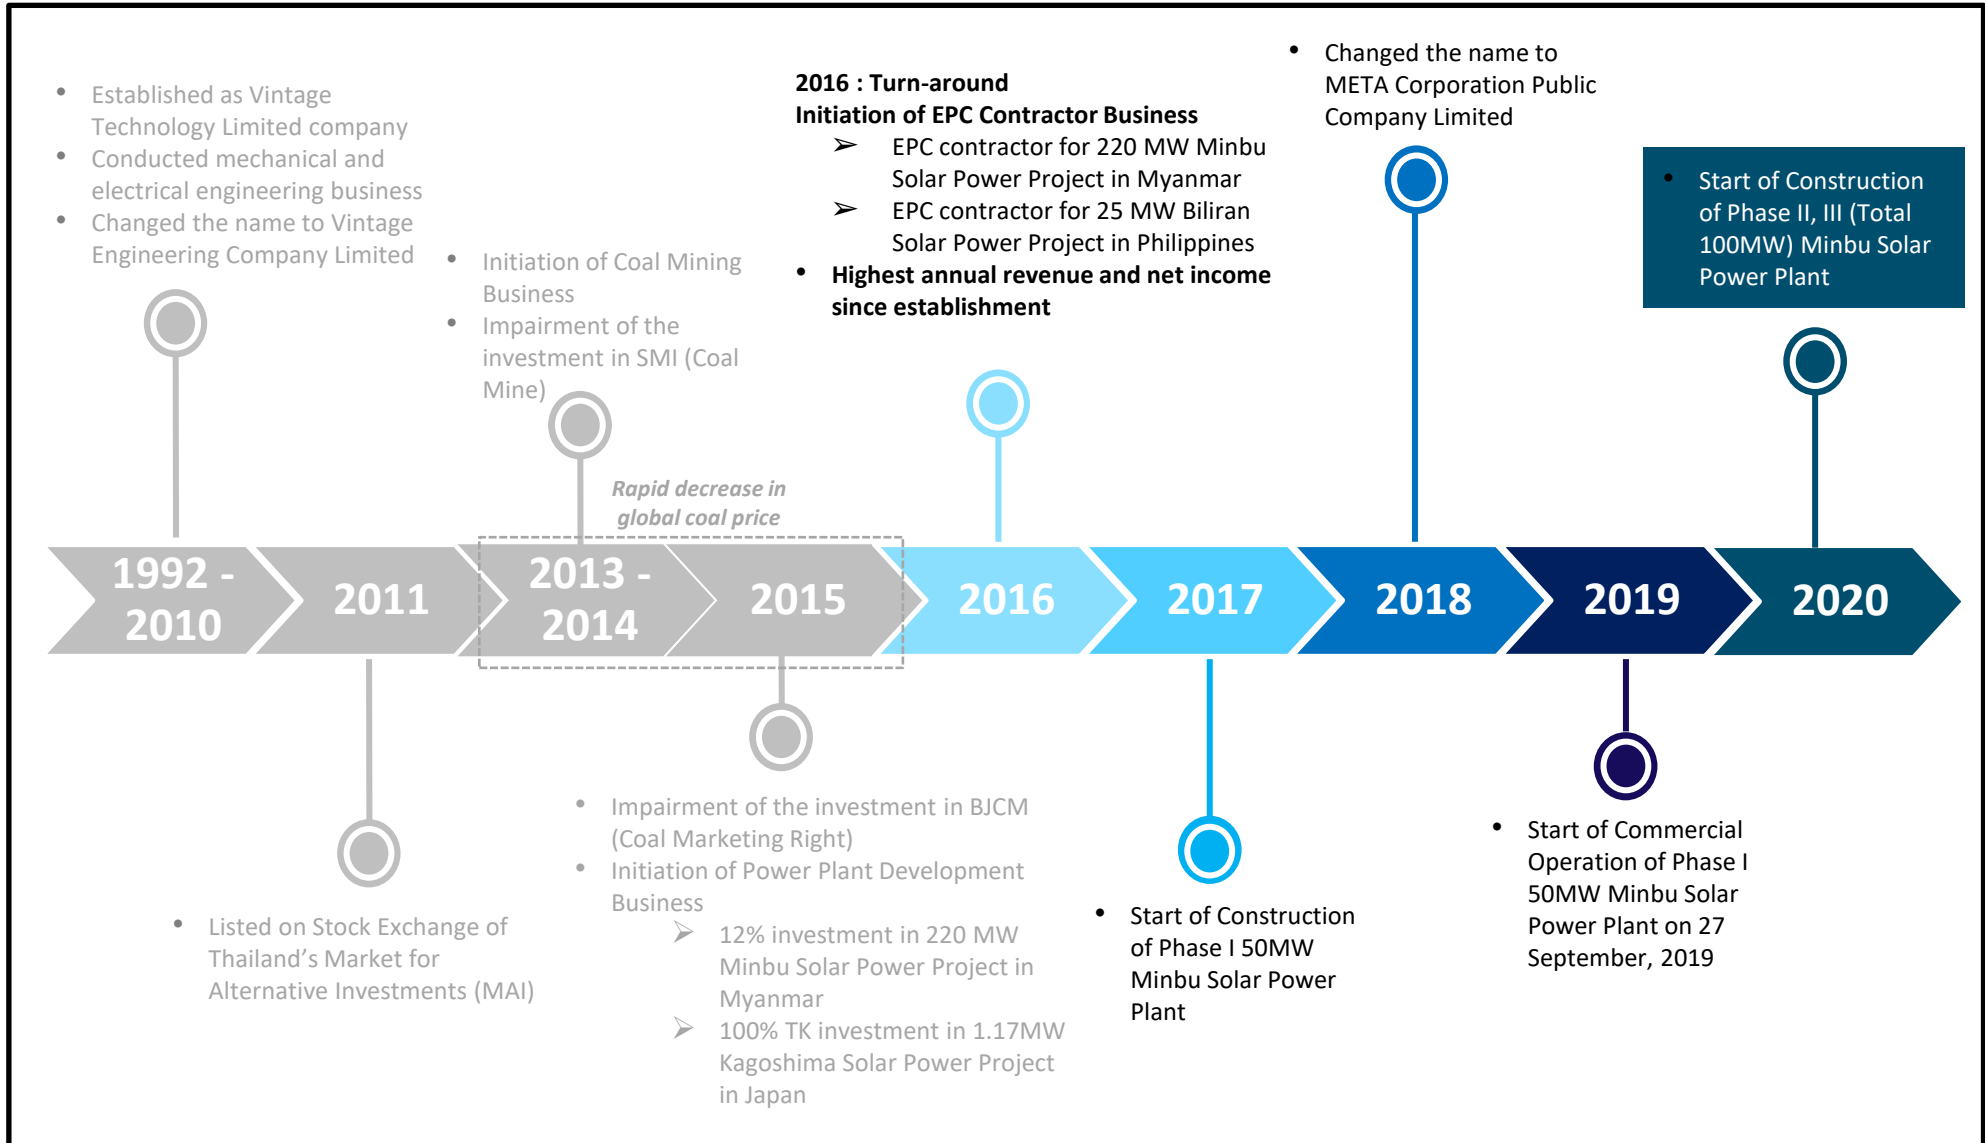 • Established as Vintage
Technology Limited company
• Conducted mechanical and
electrical engineering business
• Changed the name to Vintage
Engineering Company Limited
• Initiation of Coal Mining
Business
• Impairment of the
investment in SMI (Coal
Mine)
2016 : Turn-around
Initiation of EPC Contractor Business
➢ EPC contractor for 220 MW Minbu
Solar Power Project in Myanmar
➢ EPC contractor for 25 MW Biliran
Solar Power Project in Philippines
• Highest annual revenue and net income
since establishment
• Changed the name to
META Corporation Public
Company Limited
• Start of Construction
of Phase II, III (Total
100MW) Minbu Solar
Power Plant
Rapid decrease in
global coal price
1992 -
2010
2011
2013 -
2014
2015
2016
2017
2018
2019
2020
• Listed on Stock Exchange of
Thailand's Market for
Alternative Investments (MAI)
• Impairment of the investment in BJCM
(Coal Marketing Right)
• Initiation of Power Plant Development
Business
➢ 12% investment in 220 MW
Minbu Solar Power Project in
Myanmar
➢ 100% TK investment in 1.17MW
Kagoshima Solar Power Project
in Japan
• Start of Construction
of Phase I 50MW
Minbu Solar Power
Plant
• Start of Commercial
Operation of Phase I
50MW Minbu Solar
Power Plant on 27
September, 2019